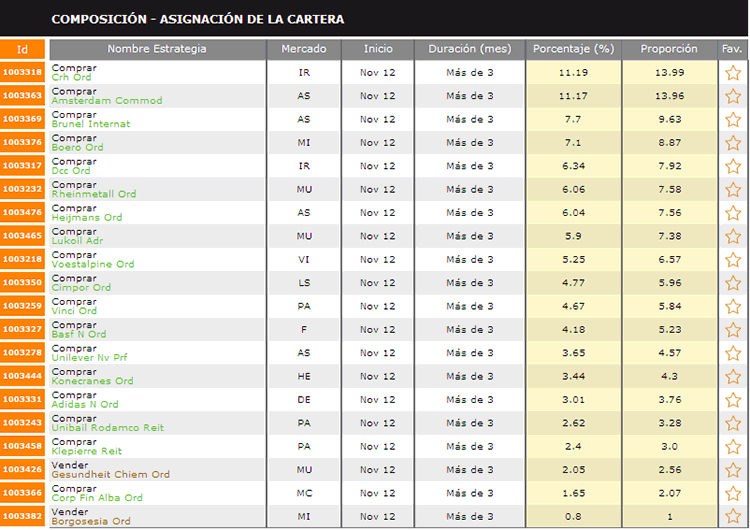 COMPOSICIÓN - ASIGNACIÓN DE LA CARTERA
Id Nombre Estrategia Mercado Inicio Duración (mes) Porcentaje (%) Proporción Fav.
1003318 Comprar IR Nov 12 Más de 3 11.19 13.99
Crh Ord
1003363 Comprar AS Nov 12 Más de 3 11.17 13.96
Amsterdam Commod
1003369 Comprar AS Nov 12 Más de 3 7.7 9.63
Brunel Internat
1003376 Comprar MI Nov 12 Más de 3 7.1 8.87
Boero Ord
1003317 Comprar IR Nov 12 Más de 3 6.34 7.92
Dcc Ord
1003232 Comprar MU Nov 12 Más de 3 6.06 7.58
Rheinmetall Ord
1003476 Comprar AS Nov 12 Más de 3 6.04 7.56
Heijmans Ord
1003465 Comprar MU Nov 12 Más de 3 5.9 7.38
Lukoil Adr
1003218 Comprar VI Nov 12 Más de 3 5.25 6.57
Voestalpine Ord
1003350 Comprar LS Nov 12 Más de 3 4.77 5.96
Cimpor Ord
1003259 Comprar PA Nov 12 Más de 3 4.67 5.84
Vinci Ord
1003327 Comprar F Nov 12 Más de 3 4.18 5.23
Basf N Ord
1003278 Comprar AS Nov 12 Más de 3 3.65 4.57
Unilever Nv Prf
1003444 Comprar HE Nov 12 Más de 3 3.44 4.3
Konecranes Ord
1003331 Comprar DE Nov 12 Más de 3 3.01 3.76
Adidas N Ord
1003243 Comprar PA Nov 12 Más de 3 2.62 3.28
Uniball Rodamco Reit
1003458 Comprar PA Nov 12 Más de 3 2.4 3.0
Klepierre Reit
1003426 Vender MU Nov 12 Más de 3 2.05 2.56
Gesundheit Chiem Ord
1003366 Comprar MC Nov 12 Más de 3 1.65 2.07
Corp Fin Alba Ord
1003382 Vender MI Nov 12 Más de 3 0.8 1
Borgosesia Ord